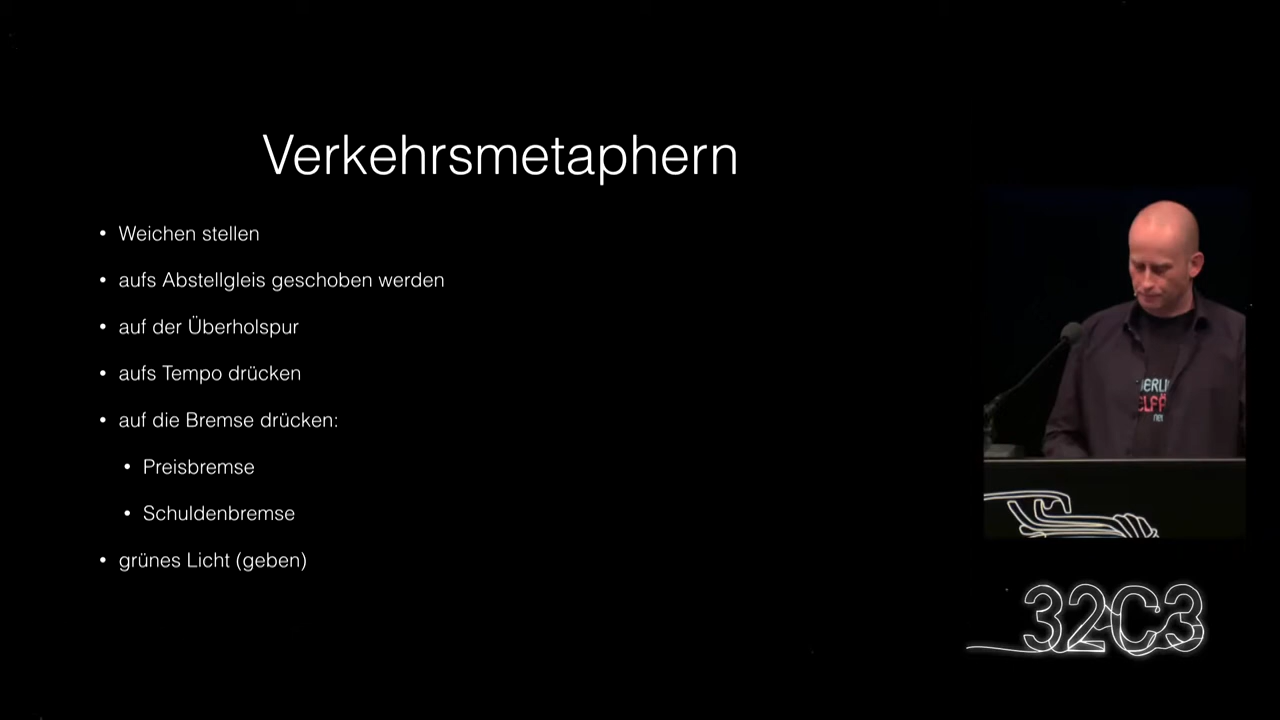 Verkehrsmetaphern
• Weichen stellen
• aufs Abstellgleis geschoben werden
• auf der Überholspur
• aufs Tempo drücken
• auf die Bremse drücken:
• Preisbremse
• Schuldenbremse
• grünes Licht (geben)
32C3